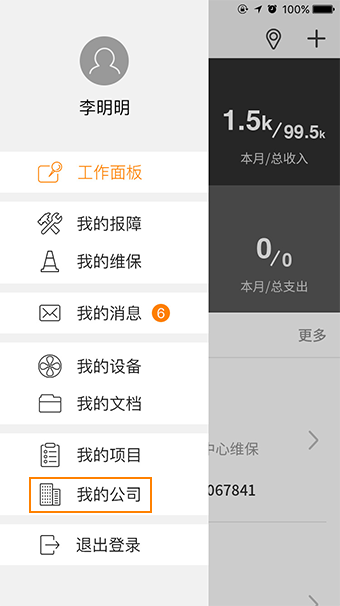 100%
李明明
1.5k/99.5k
本月/总收入
工作面板
我的报障
我的维保
0/0
本月/总支出
我的消息 6
更多
我的设备
我的文档
中心维保
我的项目
067841
我的公司
退出登录